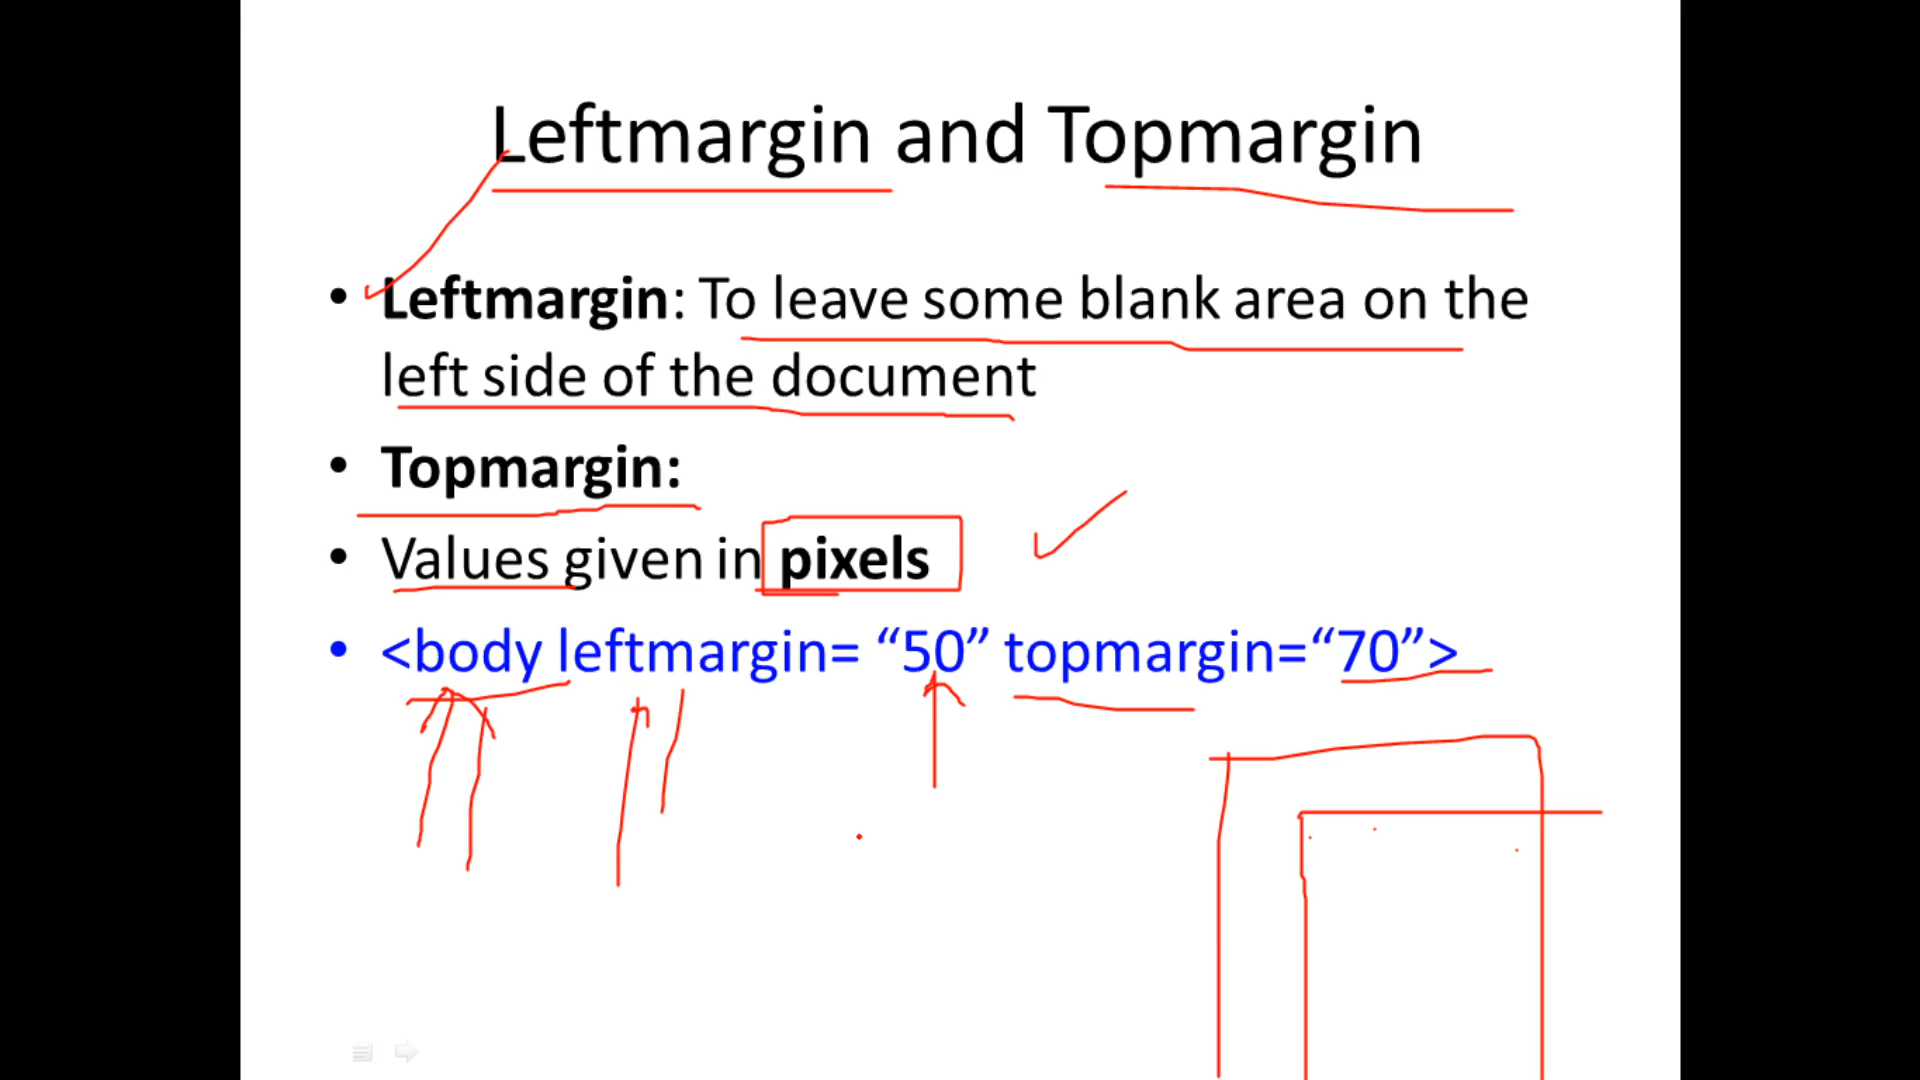 Leftmargin and Topmargin
• Leftmargin: To leave some blank area on the
left side of the document
• Topmargin:
• Values given in pixels
• <body leftmargin= “50” topmargin=“70”>